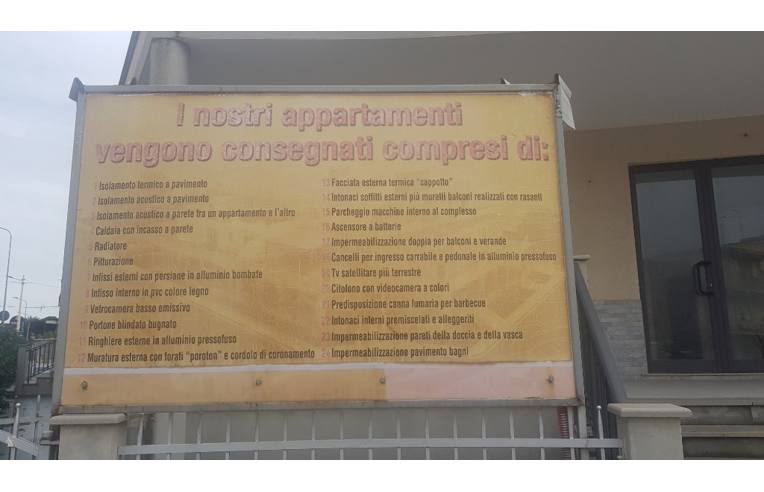 I nostri appartamenti
vengono consegnati compresi di:
1 Isolamento termico a pavimento
2 Isolamento acustico a pavimento
3 Isolamento acustico a parete tra un appartamento e l'altro
4 Caldaia con incasso a parete
5 Radiatore
6 Pitturazione
7 Infissi esterni con persiane in alluminio bombate
8 Infisso interno in pvc colore legno
9 Vetrocamera basso emissivo
10 Portone blindato bugnato
11 Ringhiere esterne in alluminio pressofuso
12 Muratura esterna con forati "poroton" e cordolo di coronamento
13 Facciata esterna termica "cappotto"
14 Intonaci soffitti esterni più muretti balconi realizzati con rasanti
15 Parcheggio macchine interno al complesso
16 Ascensore a batterie
17 Impermeabilizzazione doppia per balconi e verande
Cancelli per ingresso carrabile e pedonale in alluminio pressofuso
Tv satellitare più terrestre
20 Citofono con videocamera a colori
21 Predisposizione canna fumaria per barbecue
22 Intonaci interni premiscelati e alleggeriti
23 Impermeabilizzazione pareti della doccia e della vasca
24 Impermeabilizzazione pavimento bagni